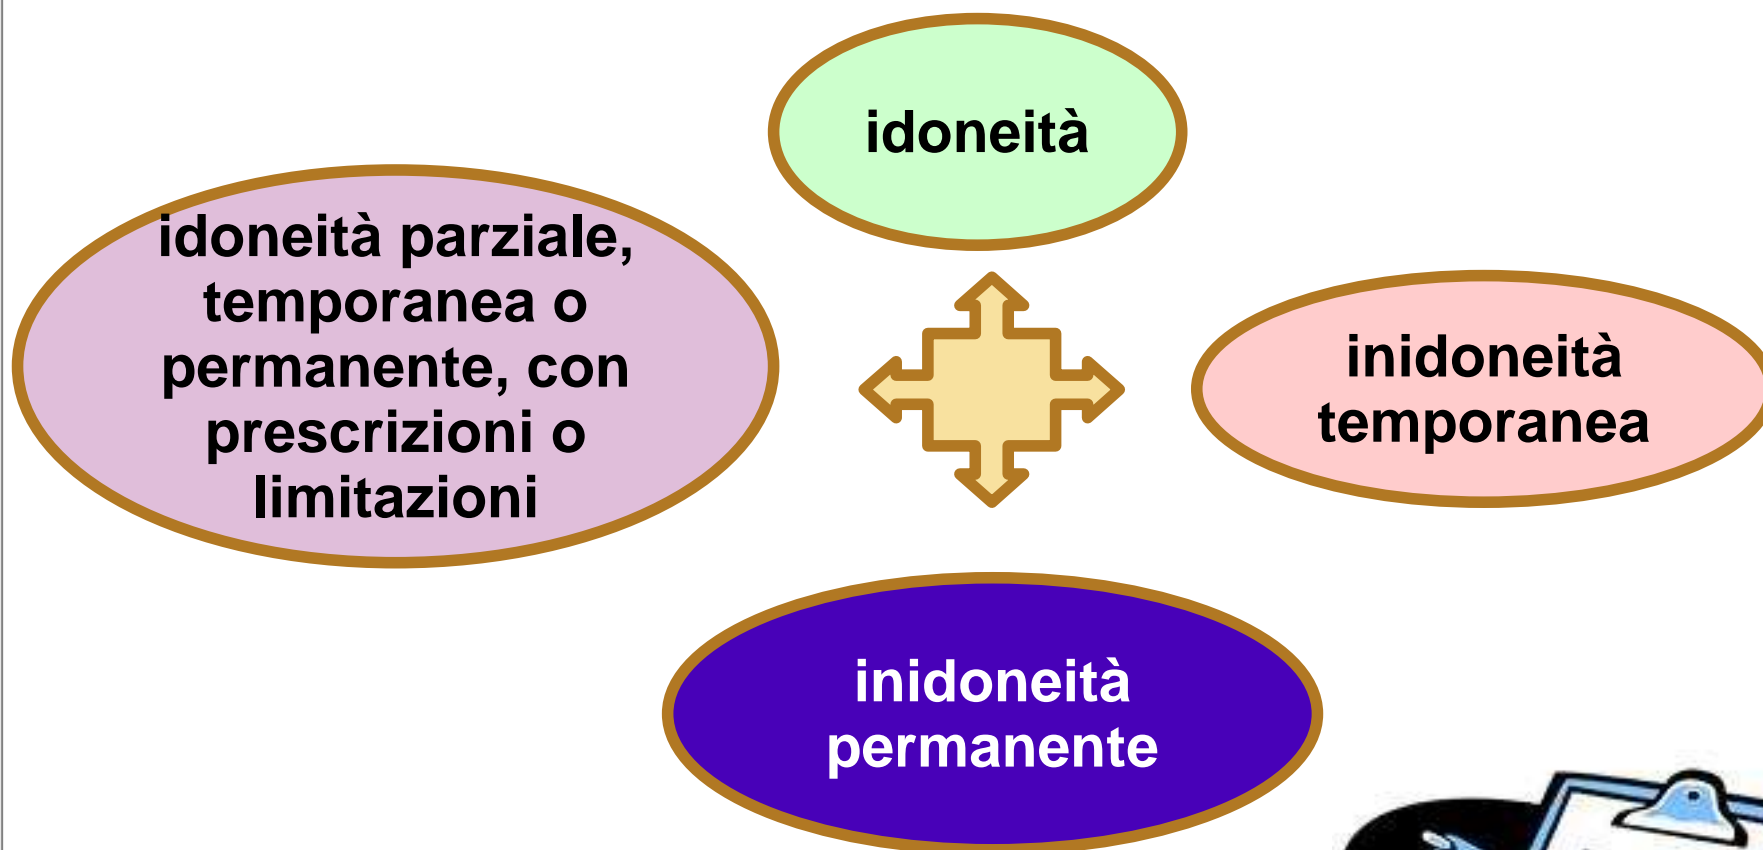 idoneità
idoneità parziale,
temporanea o
permanente, con
prescrizioni o
limitazioni
inidoneità
temporanea
inidoneità
permanente